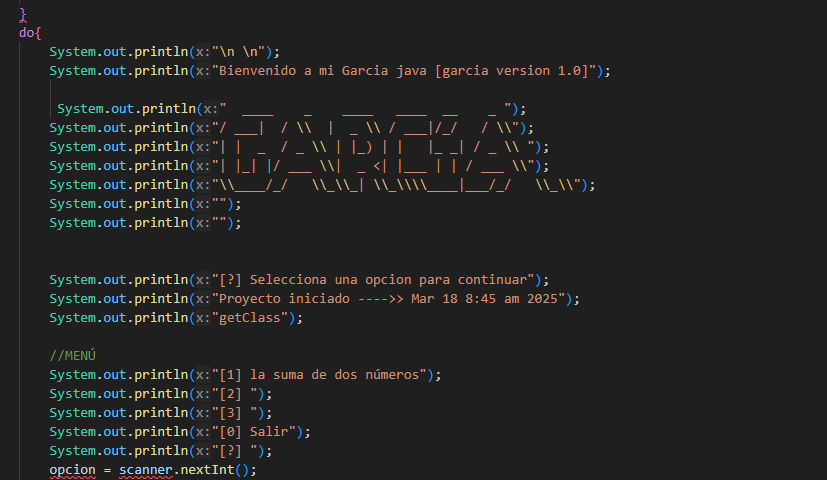 }
do{
System.out.println(x:"\n \n");
System.out.println(x:"Bienvenido a mi Garcia java [garcia version 1.0]");
System.out.println(x:"  ____    _    ____   ____  __    _ ");
System.out.println(x:"/ ___|  / \\  |  _ \\ / ___|/_/   / \\");
System.out.println(x:"| |  _  / _ \\ | |_) | |   |_ _| / _ \\ ");
System.out.println(x:"| |_| |/ ___ \\|  _ <| |___ | | / ___ \\");
System.out.println(x:"\\____/_/   \\_\\_| \\_\\\\____|___/_/   \\_\\");
System.out.println(x:"");
System.out.println(x:"");
System.out.println(x:"[?] Selecciona una opcion para continuar");
System.out.println(x:"Proyecto iniciado ---->> Mar 18 8:45 am 2025");
System.out.println(x:"getClass");
//MENÚ
System.out.println(x:"[1] la suma de dos números");
System.out.println(x:"[2] ");
System.out.println(x:"[3] ");
System.out.println(x:"[0] Salir");
System.out.println(x:"[?] ");
opcion = scanner.nextInt();